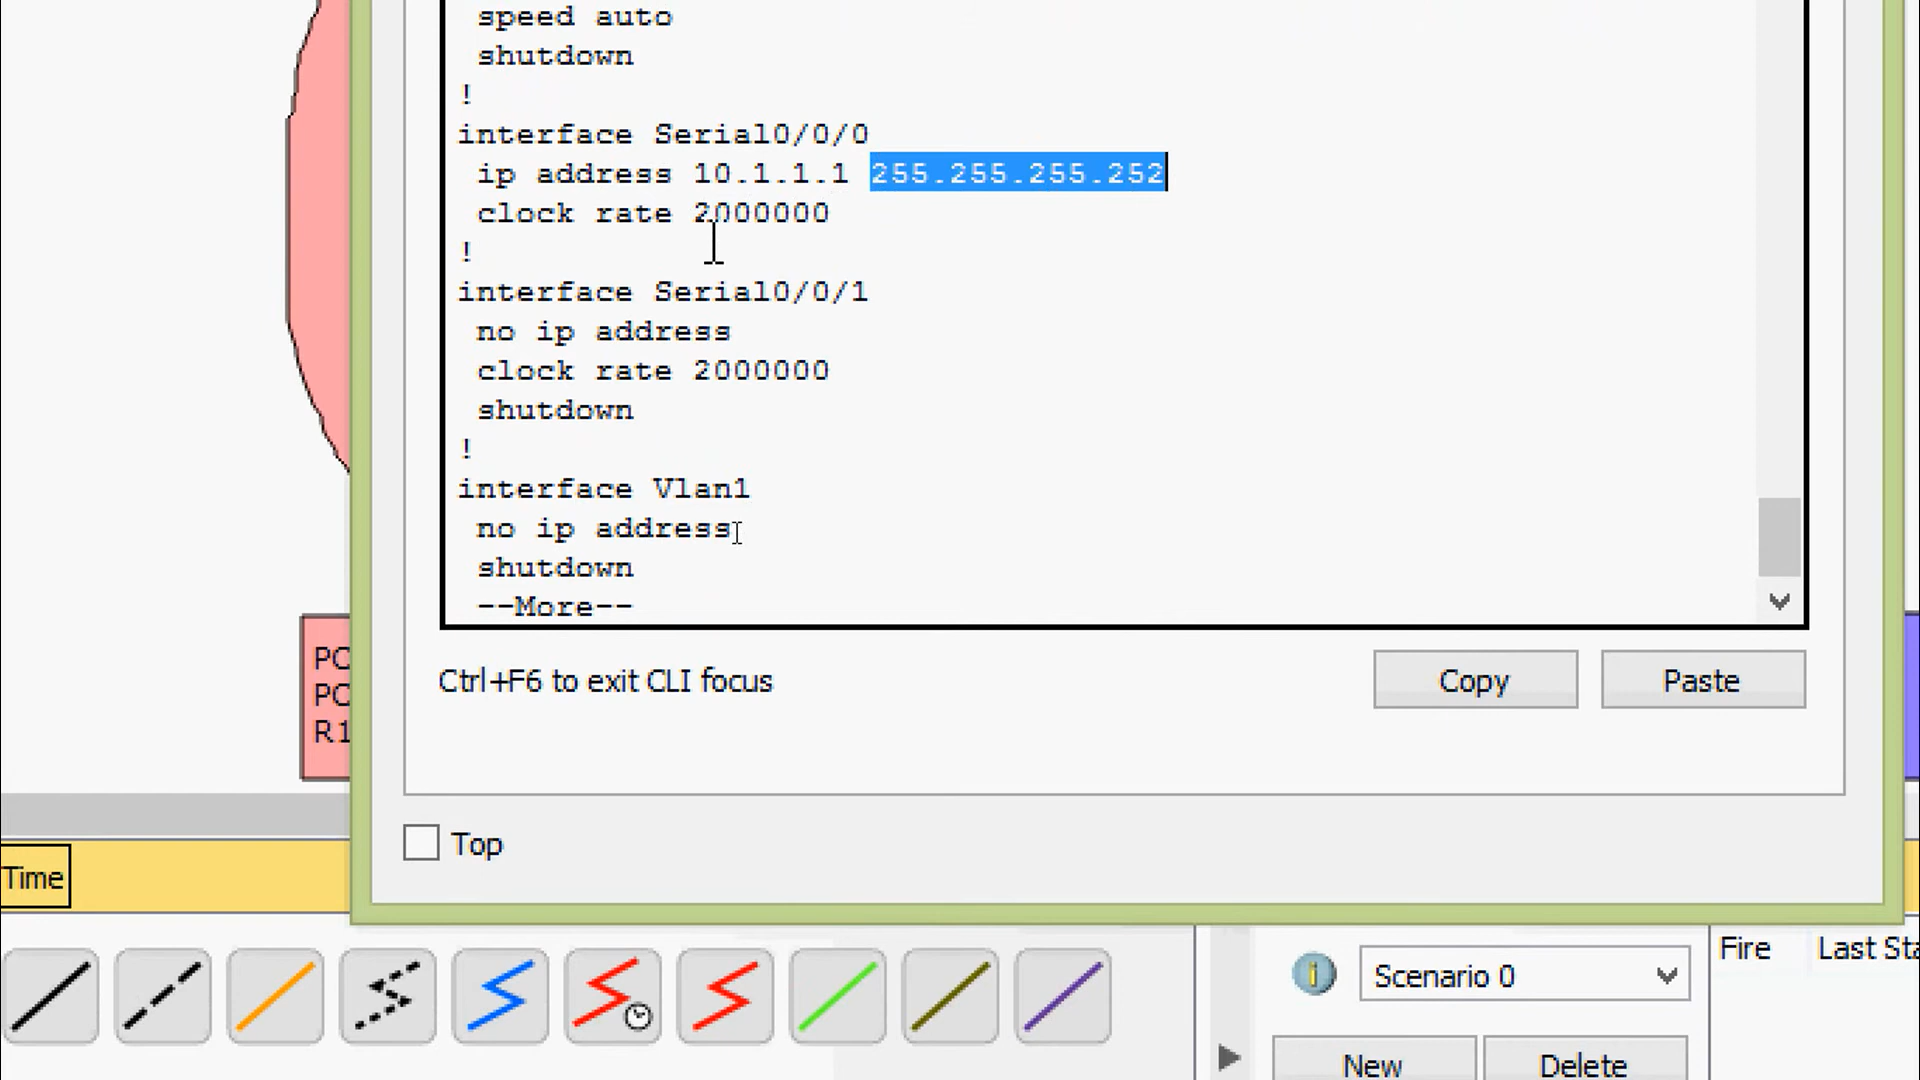 speed auto
shutdown
!
interface Serial0/0/0
ip address 10.1.1.1 255.255.255.252
clock rate 2000000
!
interface Serial0/0/1
no ip address
clock rate 2000000
shutdown
!
interface Vlan1
no ip address
shutdown
--More--
Ctrl+F6 to exit CLI focus
Copy
Paste
PC
PC
R1
Top
Time
Scenario 0
Fire
Last Sta
New
Delete